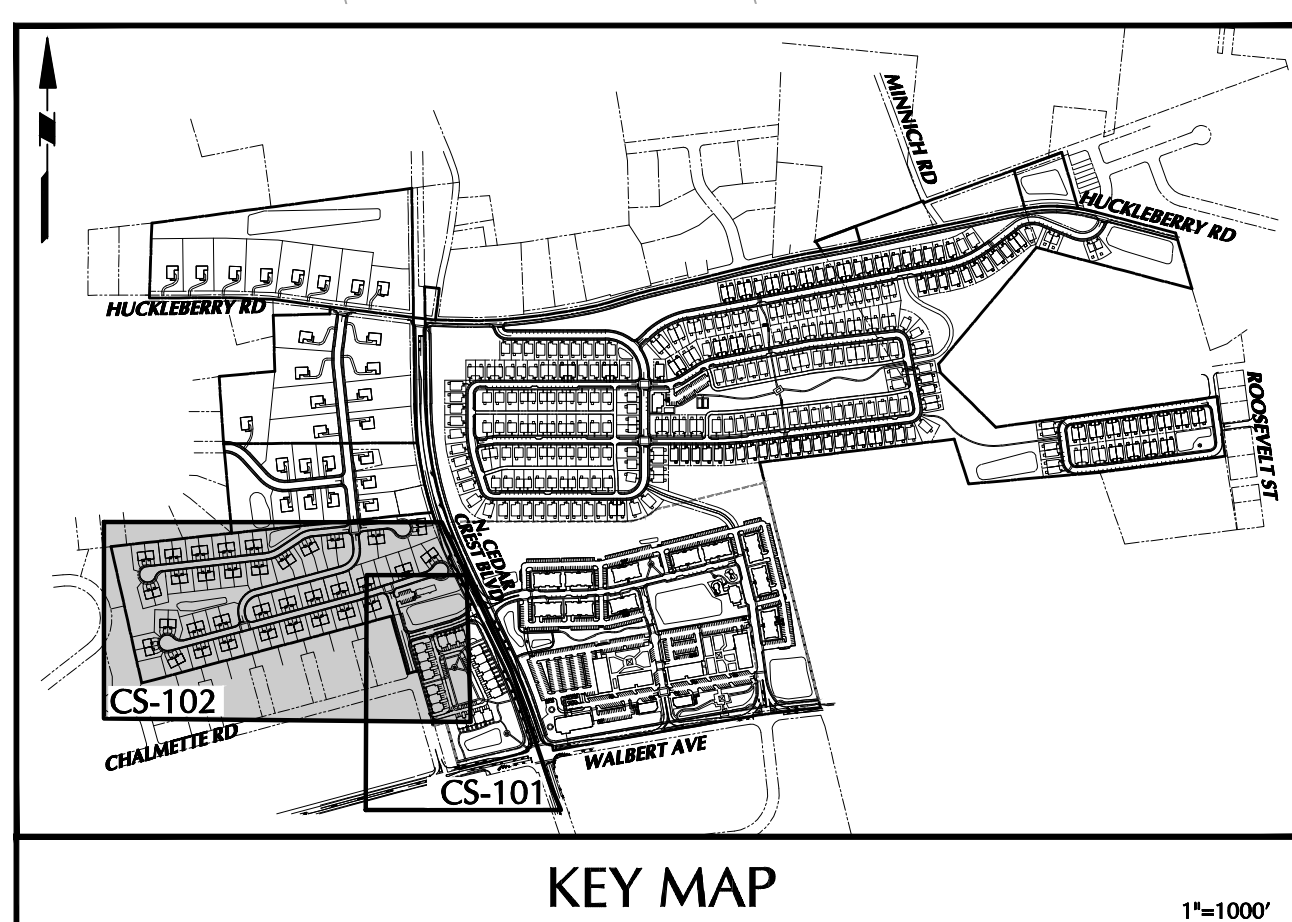 MINNICH RD
HUCKLEBERRY RD
HUCKLEBERRY RD
ROOSEVELT ST
N. CEDAR
CREST BLVD
CS-102
CHALMETTE RD
WALBERT AVE
CS-101
KEY MAP
1"=1000'